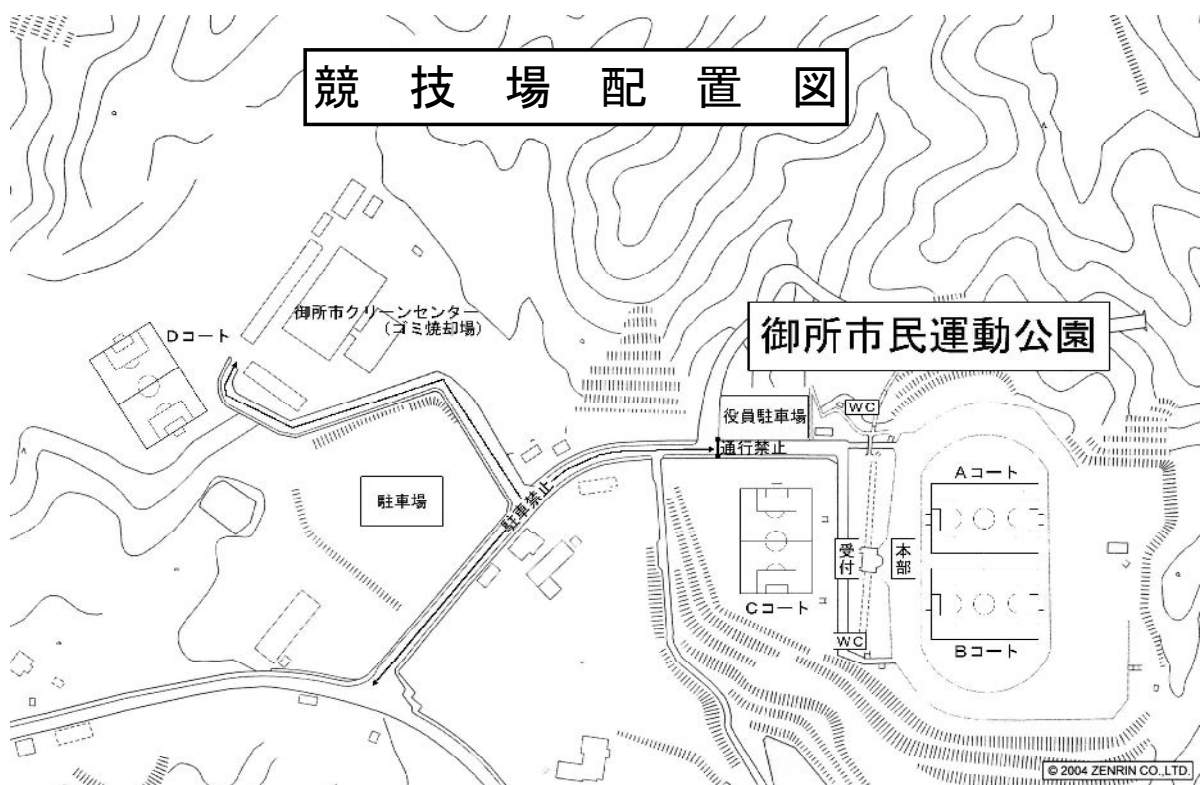 競技場配置図
御所市クリーンセンター
(ゴミ焼却場)
Dコート
御所市民運動公園
役員駐車場
WC
通行禁止
Aコート
駐車場
駐車禁止
受付
本部
Cコート
WC
Bコート
© 2004 ZENRIN CO.,LTD.